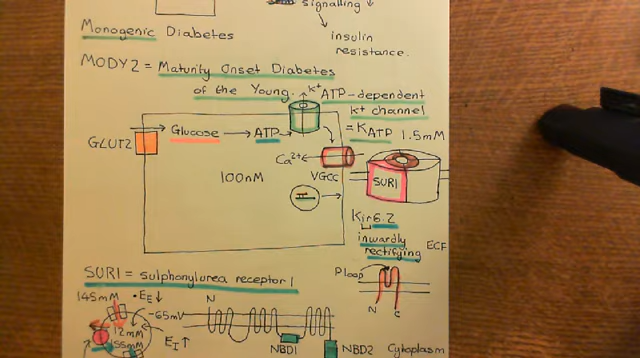 signalling ↓
insulin
resistance.
Monogenic Diabetes
MODY2 = Maturity Onset Diabetes
of the Young.
K+
ATP-dependent
K+ channel
= KATP 1.5mM
GLUT2
Glucose → ATP →
Ca2+
VGCC
100nM
SUR1
Kir6.2
inwardly
rectifying
ECF
SUR1 = sulphonylurea receptor 1
P loop
N
C
145mM
• EE ↓
N
-65mV
12mM
55mM
EI ↑
NBD1
NBD2
Cytoplasm